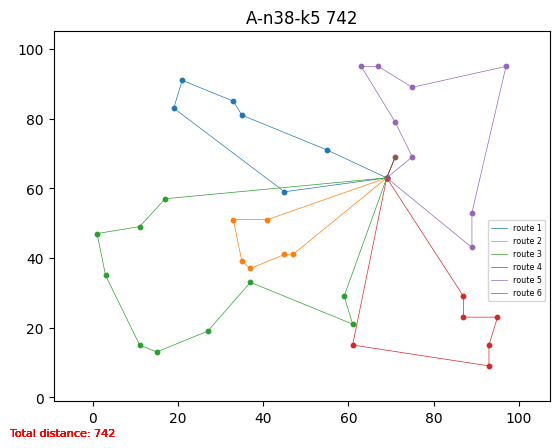 A-n38-k5 742
100
80
60
40
20
0
route 1
route 2
route 3
route 4
route 5
route 6
0 20 40 60 80 100
Total distance: 742